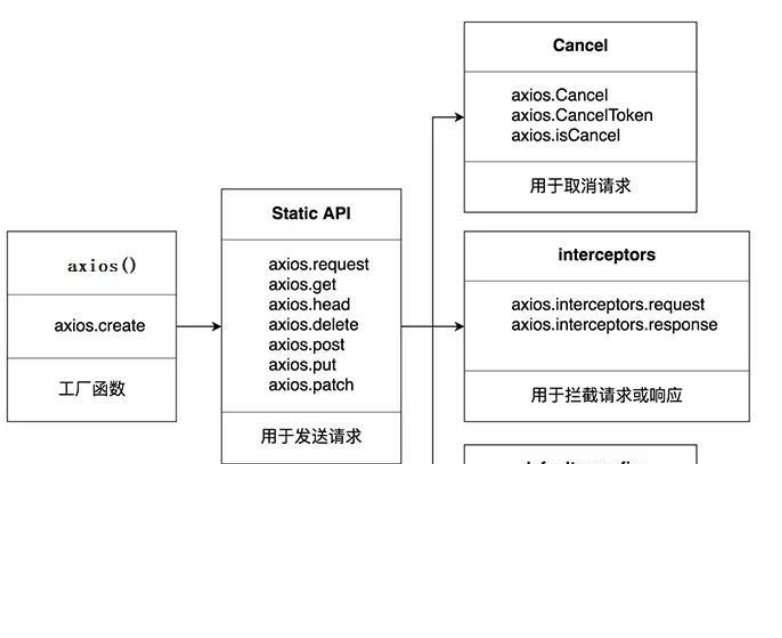 axios()
axios.create
工厂函数
Static API
axios.request
axios.get
axios.head
axios.delete
axios.post
axios.put
axios.patch
用于发送请求
Cancel
axios.Cancel
axios.CancelToken
axios.isCancel
用于取消请求
interceptors
axios.interceptors.request
axios.interceptors.response
用于拦截请求或响应